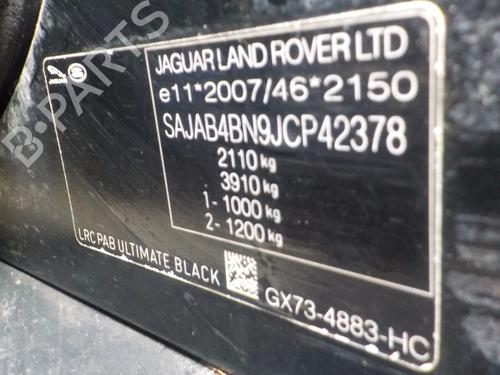 JAGUAR LAND ROVER LTD
e11*2007/46*2150
SAJAB4BN9JCP42378
2110 kg
3910 kg
1- 1000 kg
2- 1200 kg
LRC PAB ULTIMATE BLACK
GX73-4883-HC
B-PARTS